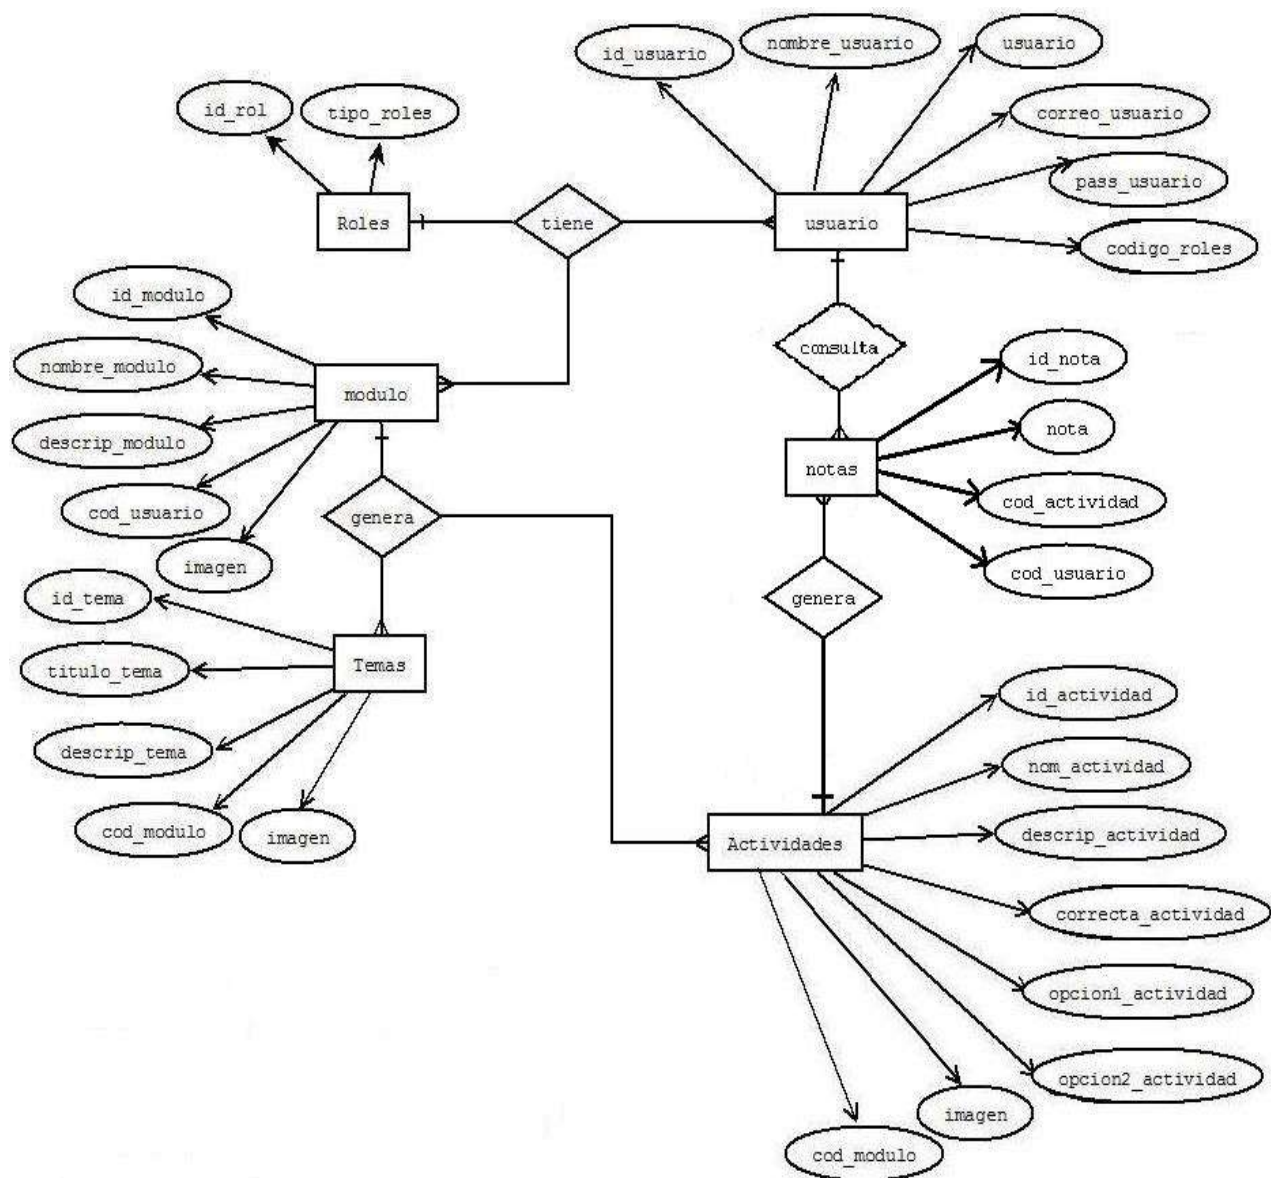 id_usuario
nombre_usuario
usuario
id_rol
tipo_roles
correo_usuario
pass_usuario
Roles
tiene
usuario
codigo_roles
id_modulo
nombre_modulo
modulo
descrip_modulo
cod_usuario
imagen
consulta
id_nota
nota
notas
cod_actividad
cod_usuario
genera
genera
id_tema
titulo_tema
Temas
descrip_tema
cod_modulo
imagen
id_actividad
nom_actividad
descrip_actividad
Actividades
correcta_actividad
opcion1_actividad
opcion2_actividad
imagen
cod_modulo